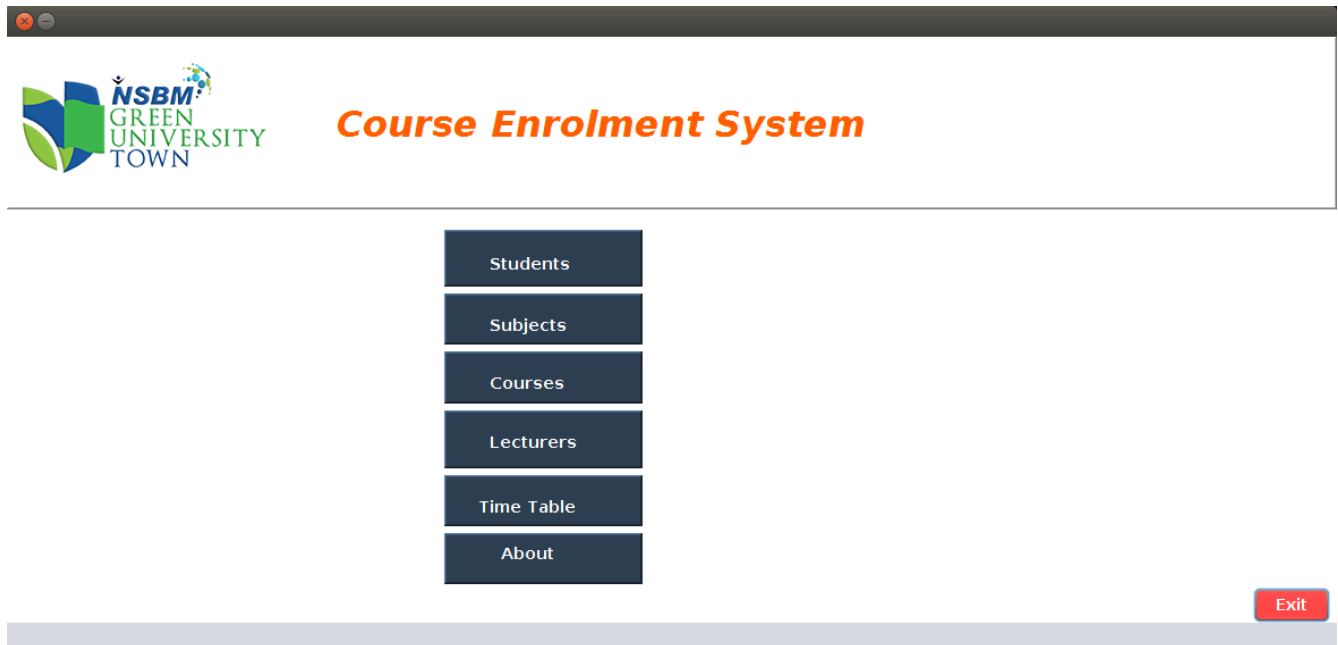 NSBM
GREEN
UNIVERSITY
TOWN
Course Enrolment System
Students
Subjects
Courses
Lecturers
Time Table
About
Exit